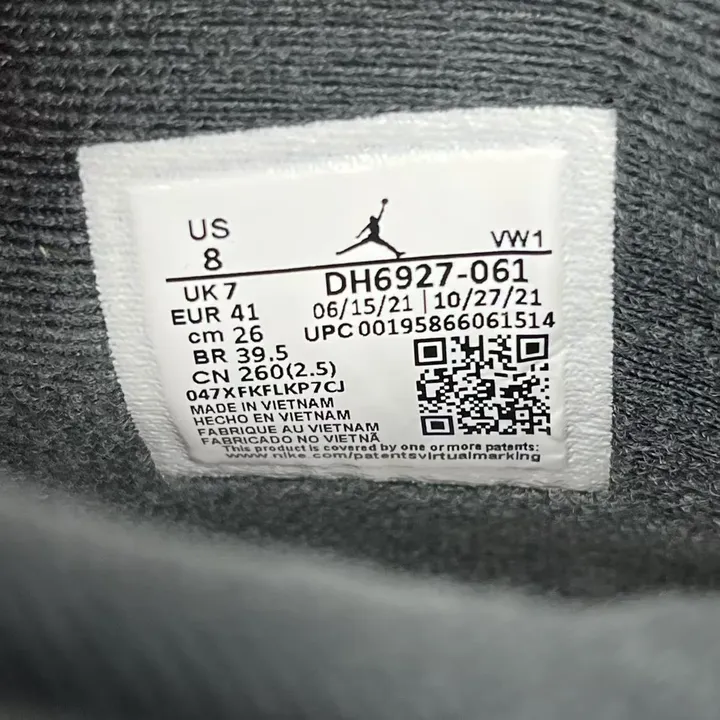 US
8
VW1
UK 7
EUR 41
cm 26
BR 39.5
CN 260(2.5)
DH6927-061
06/15/21 | 10/27/21
UPC 00195866061514
047XFKFLKP7CJ
MADE IN VIETNAM
HECHO EN VIETNAM
FABRIQUE AU VIETNAM
FABRICADO NO VIETNÃ
This product is covered by one or more patents:
www.nike.com/patentsvirtualmarking